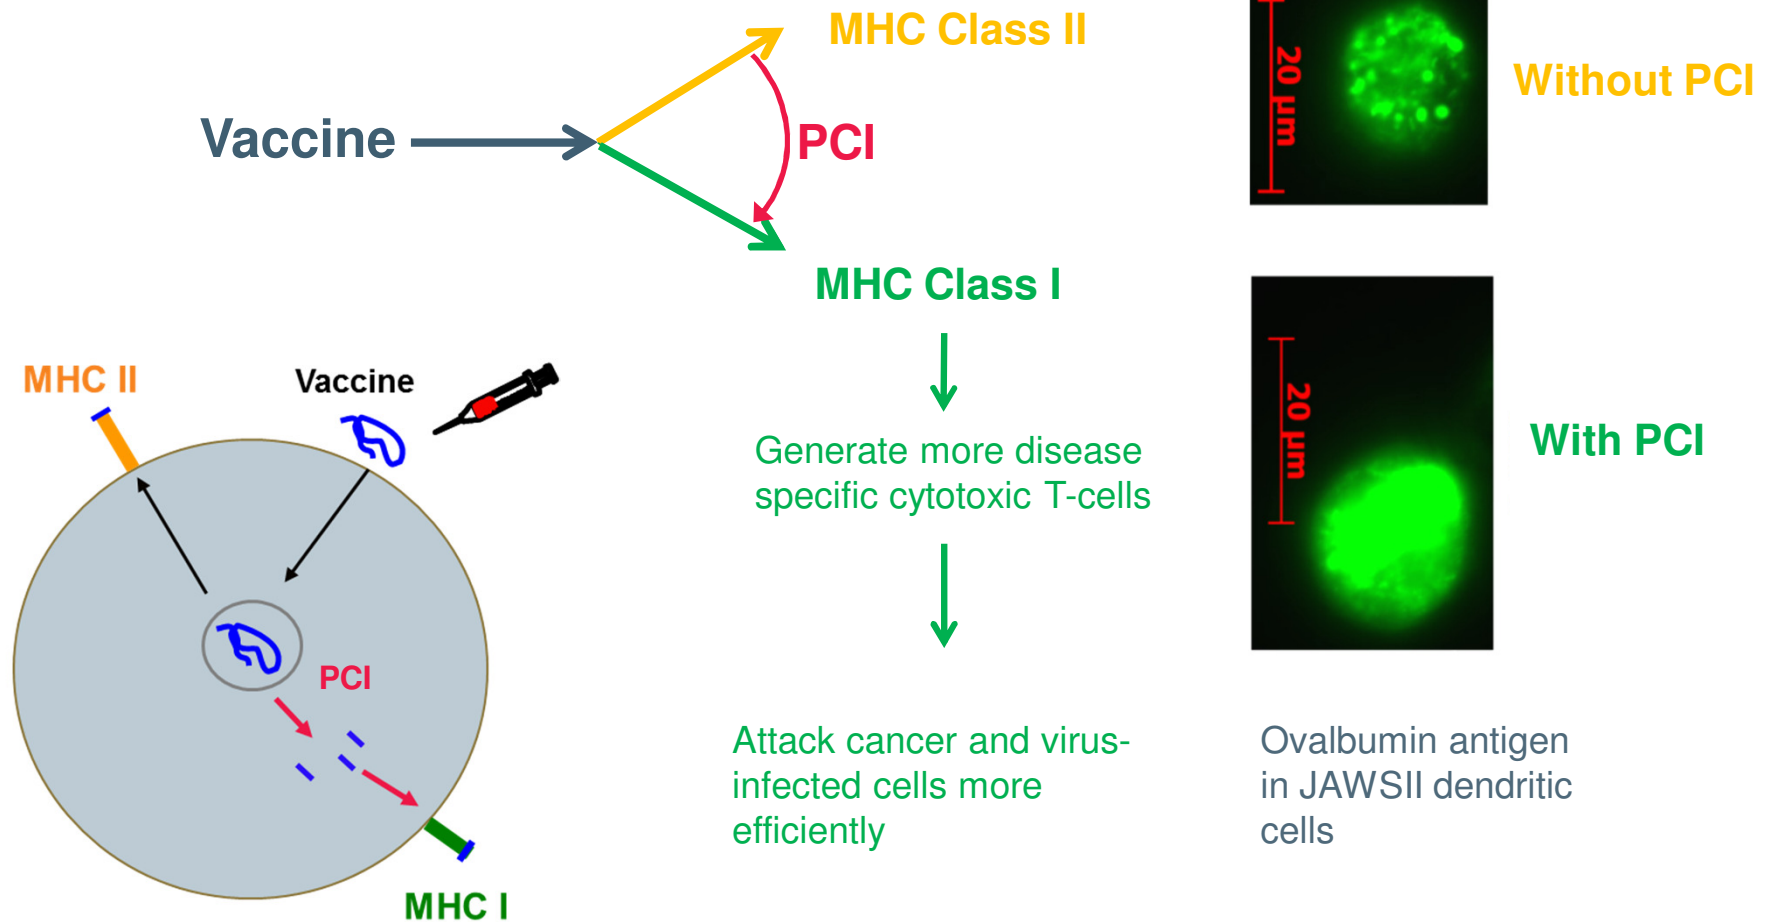 MHC Class II
Vaccine
PCI
MHC Class I
Generate more disease
specific cytotoxic T-cells
Attack cancer and virus-
infected cells more
efficiently
MHC II
Vaccine
PCI
MHC I
20 µm
Without PCI
20 µm
With PCI
Ovalbumin antigen
in JAWSII dendritic
cells